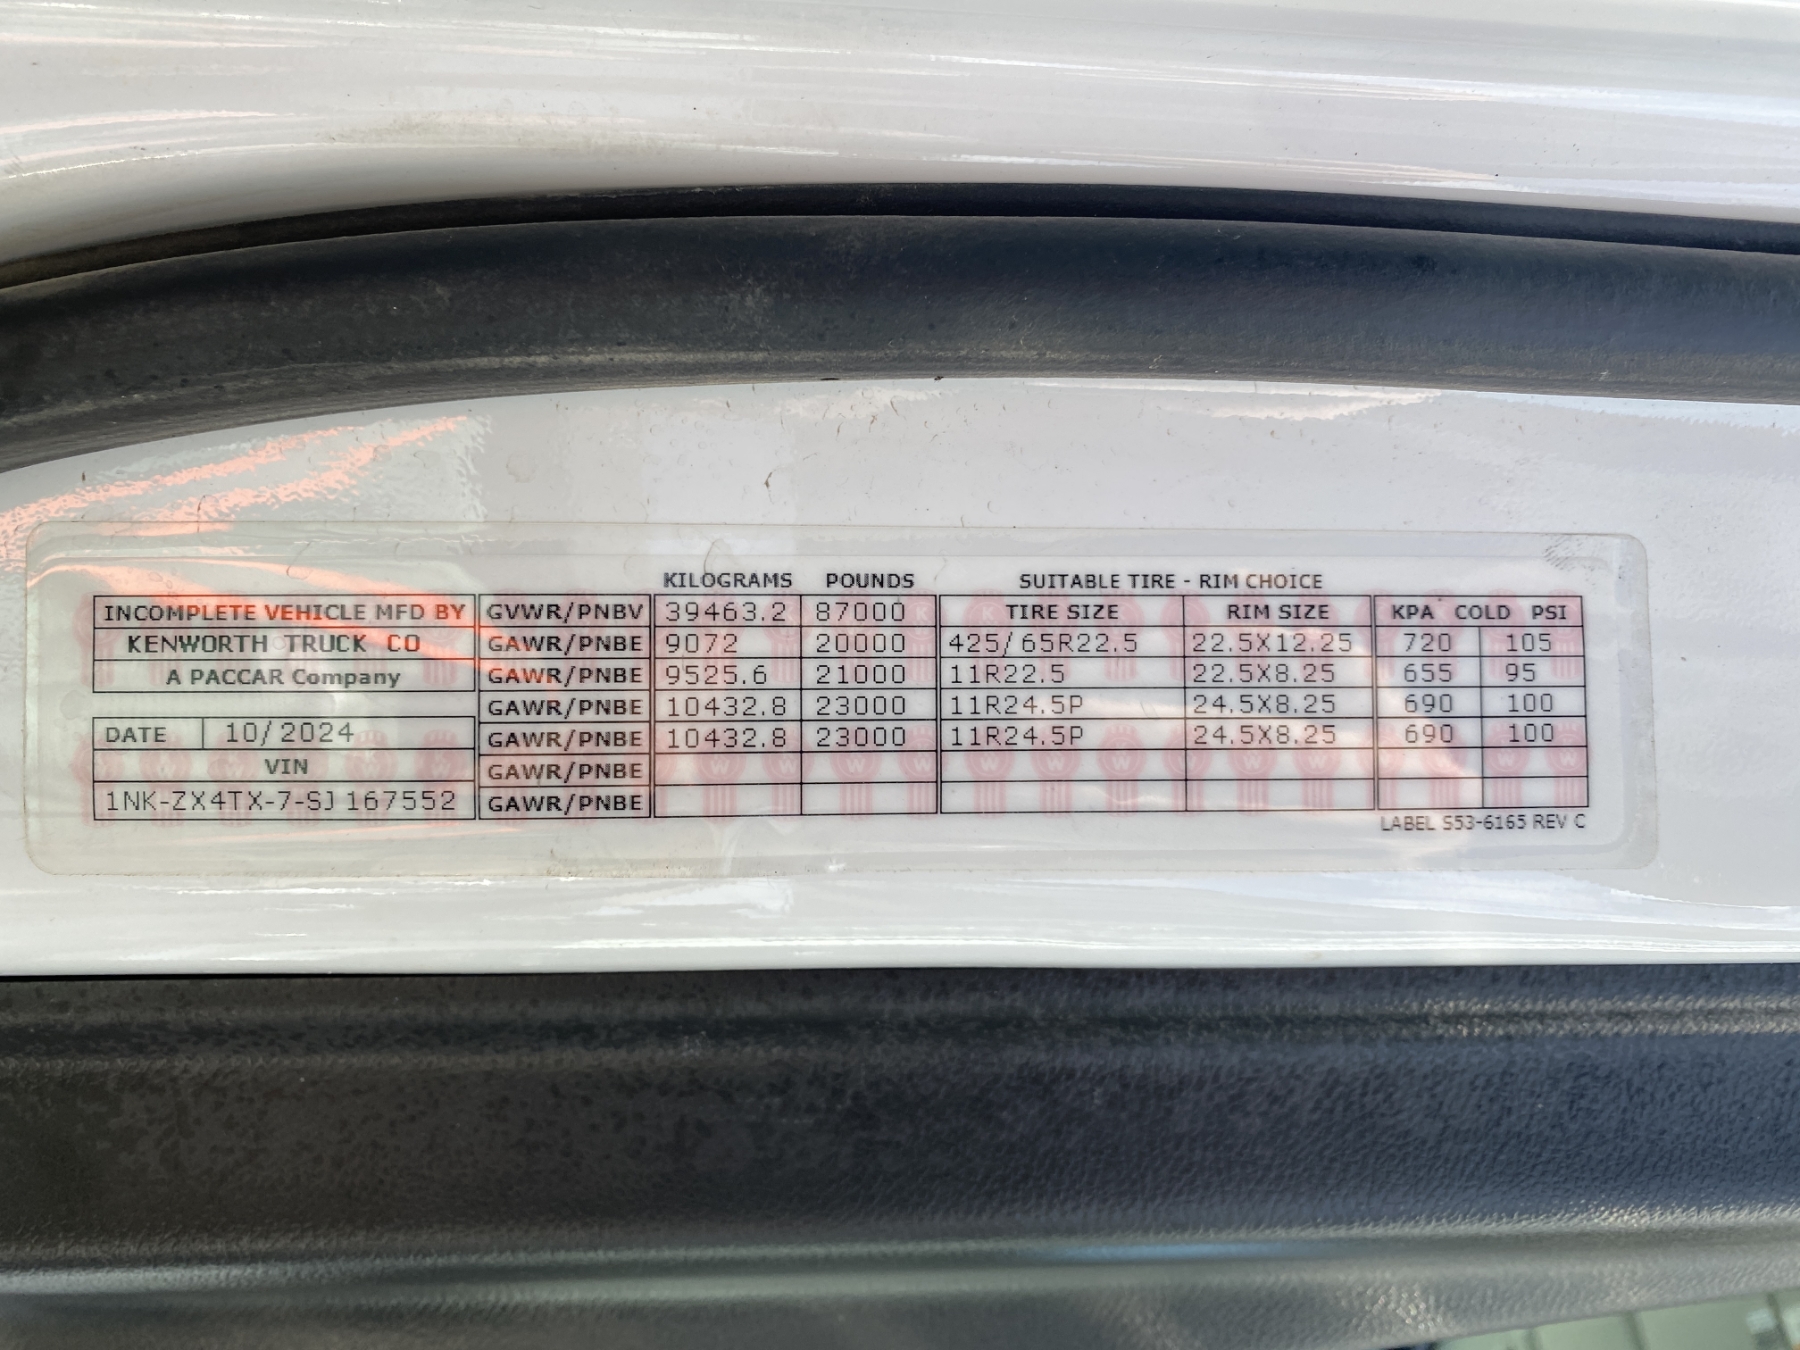 KILOGRAMS POUNDS SUITABLE TIRE - RIM CHOICE
INCOMPLETE VEHICLE MFD BY GVWR/PNBV 39463.2 87000 TIRE SIZE RIM SIZE KPA COLD PSI
KENWORTH TRUCK CO GAWR/PNBE 9072 20000 425/65R22.5 22.5X12.25 720 105
A PACCAR Company GAWR/PNBE 9525.6 21000 11R22.5 22.5X8.25 655 95
GAWR/PNBE 10432.8 23000 11R24.5P 24.5X8.25 690 100
DATE 10/2024 GAWR/PNBE 10432.8 23000 11R24.5P 24.5X8.25 690 100
VIN GAWR/PNBE
1NK-ZX4TX-7-SJ167552 GAWR/PNBE
LABEL S53-6165 REV C